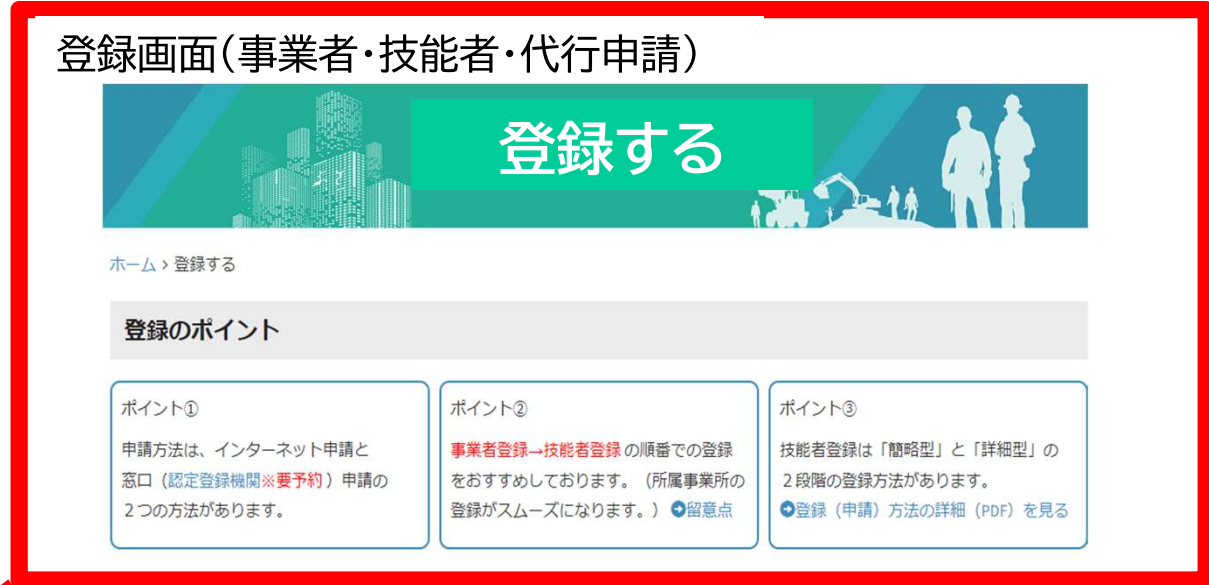 登録画面(事業者・技能者・代行申請)
登録する
ホーム › 登録する
登録のポイント
ポイント①
申請方法は、インターネット申請と
窓口（認定登録機関※要予約）申請の
２つの方法があります。
ポイント②
事業者登録→技能者登録 の順番での登録
をおすすめしております。（所属事業所の
登録がスムーズになります。）留意点
ポイント③
技能者登録は「簡略型」と「詳細型」の
２段階の登録方法があります。
登録（申請）方法の詳細（PDF）を見る